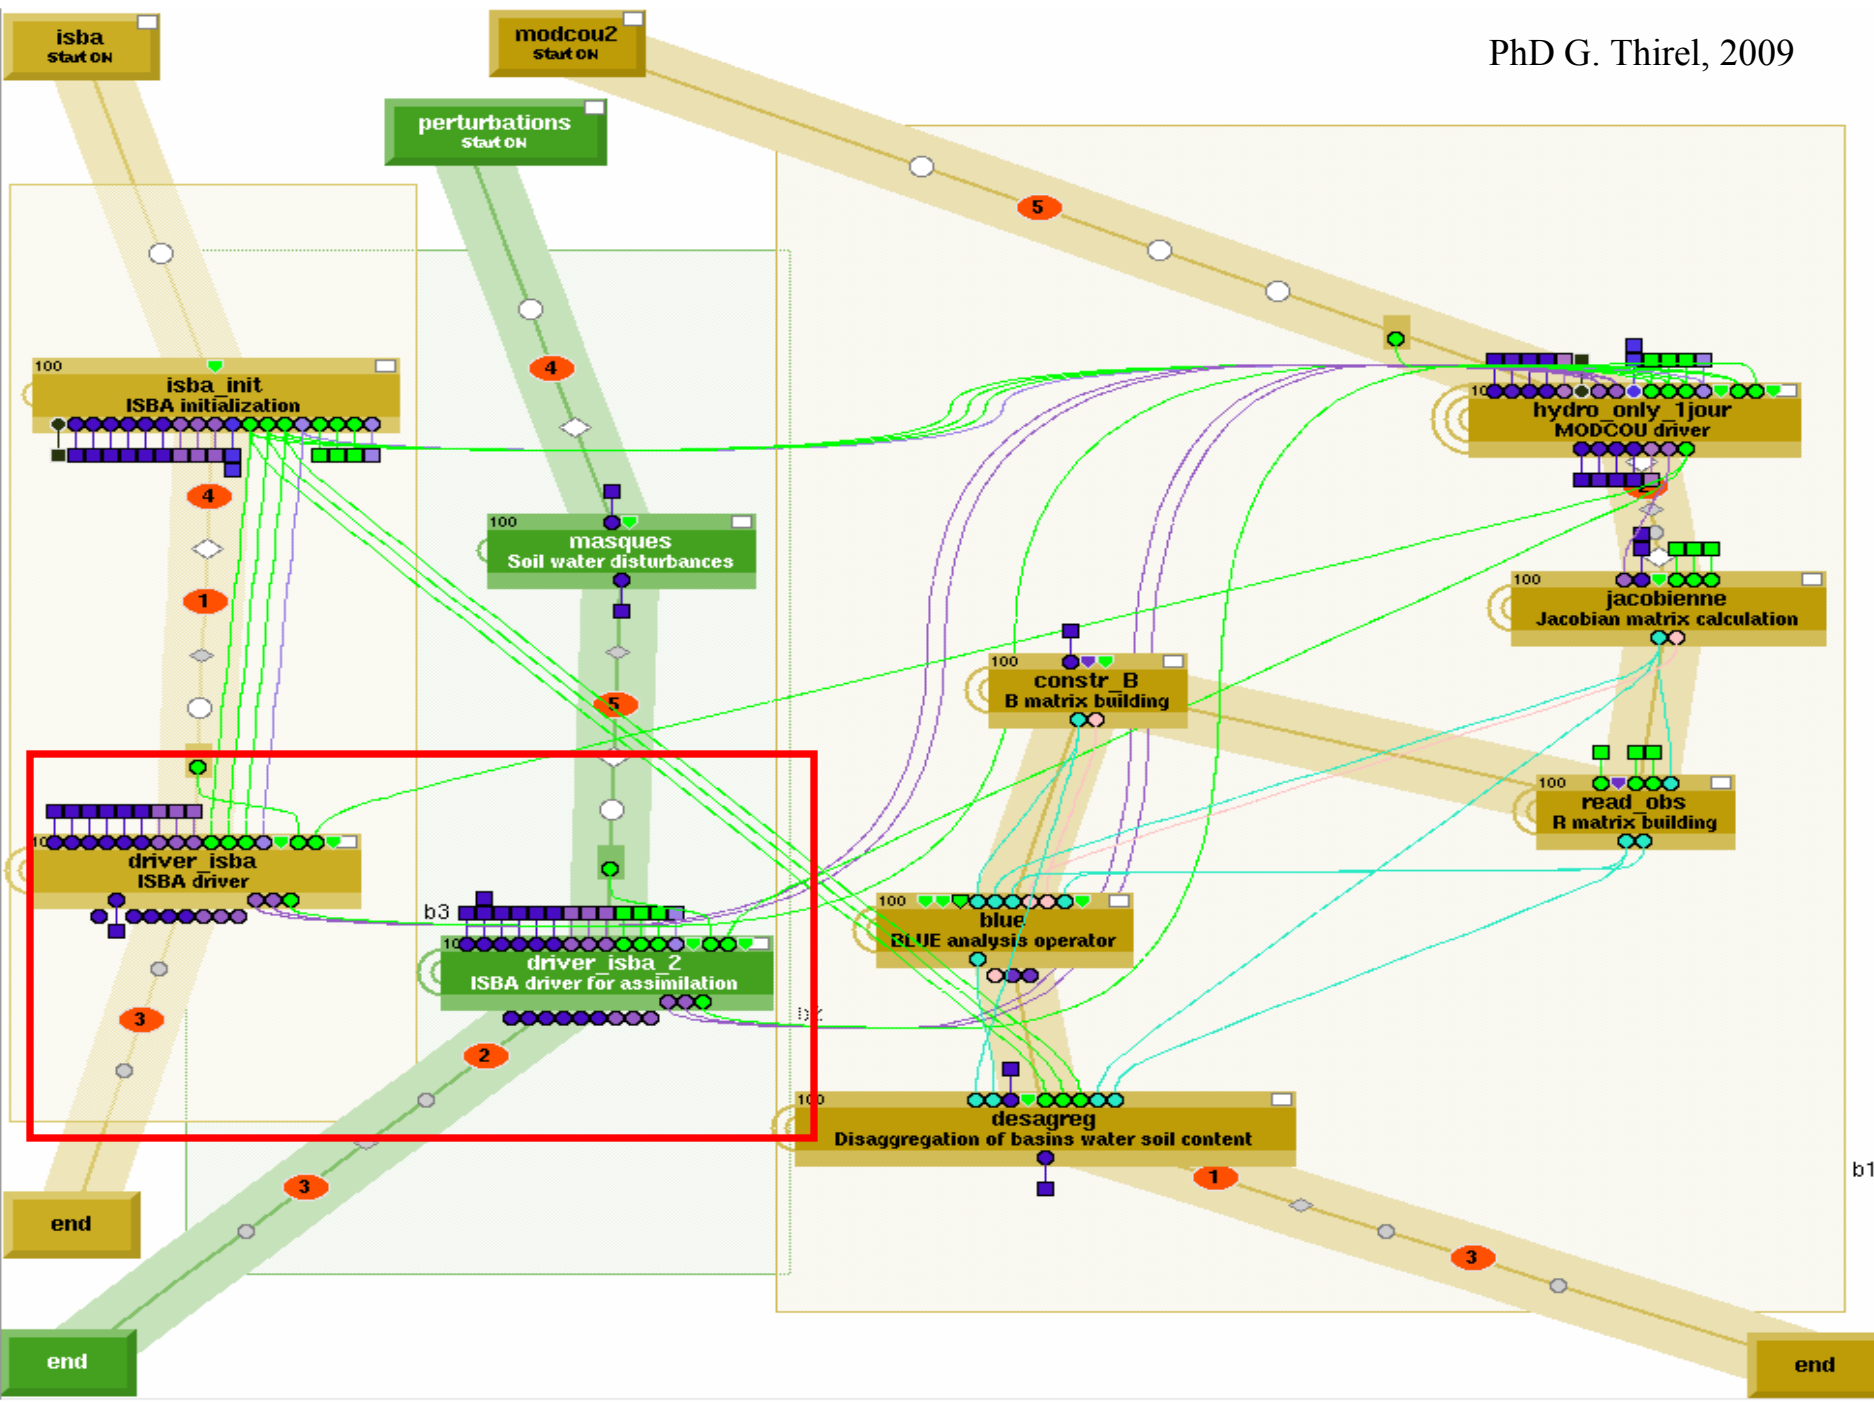 isba
Start ON
modcou2
Start ON
PhD G. Thirel, 2009
perturbations
Start ON
5
4
100
isba_init
ISBA initialization
hydro_only_1jour
MODCOU driver
4
100
masques
Soil water disturbances
100
jacobienne
Jacobian matrix calculation
1
100
constr_B
B matrix building
5
100
read_obs
R matrix building
driver_isba
ISBA driver
b3
100
blue
BLUE analysis operator
driver_isba_2
ISBA driver for assimilation
3
2
100
desagreg
Disaggregation of basins water soil content
1
b1
3
end
3
end
end